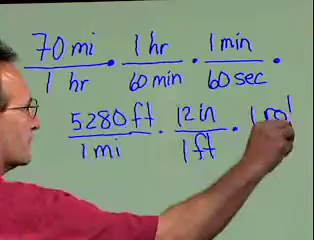 70 mi / 1 hr · 1 hr / 60 min · 1 min / 60 sec ·
5280 ft / 1 mi · 12 in / 1 ft · 1